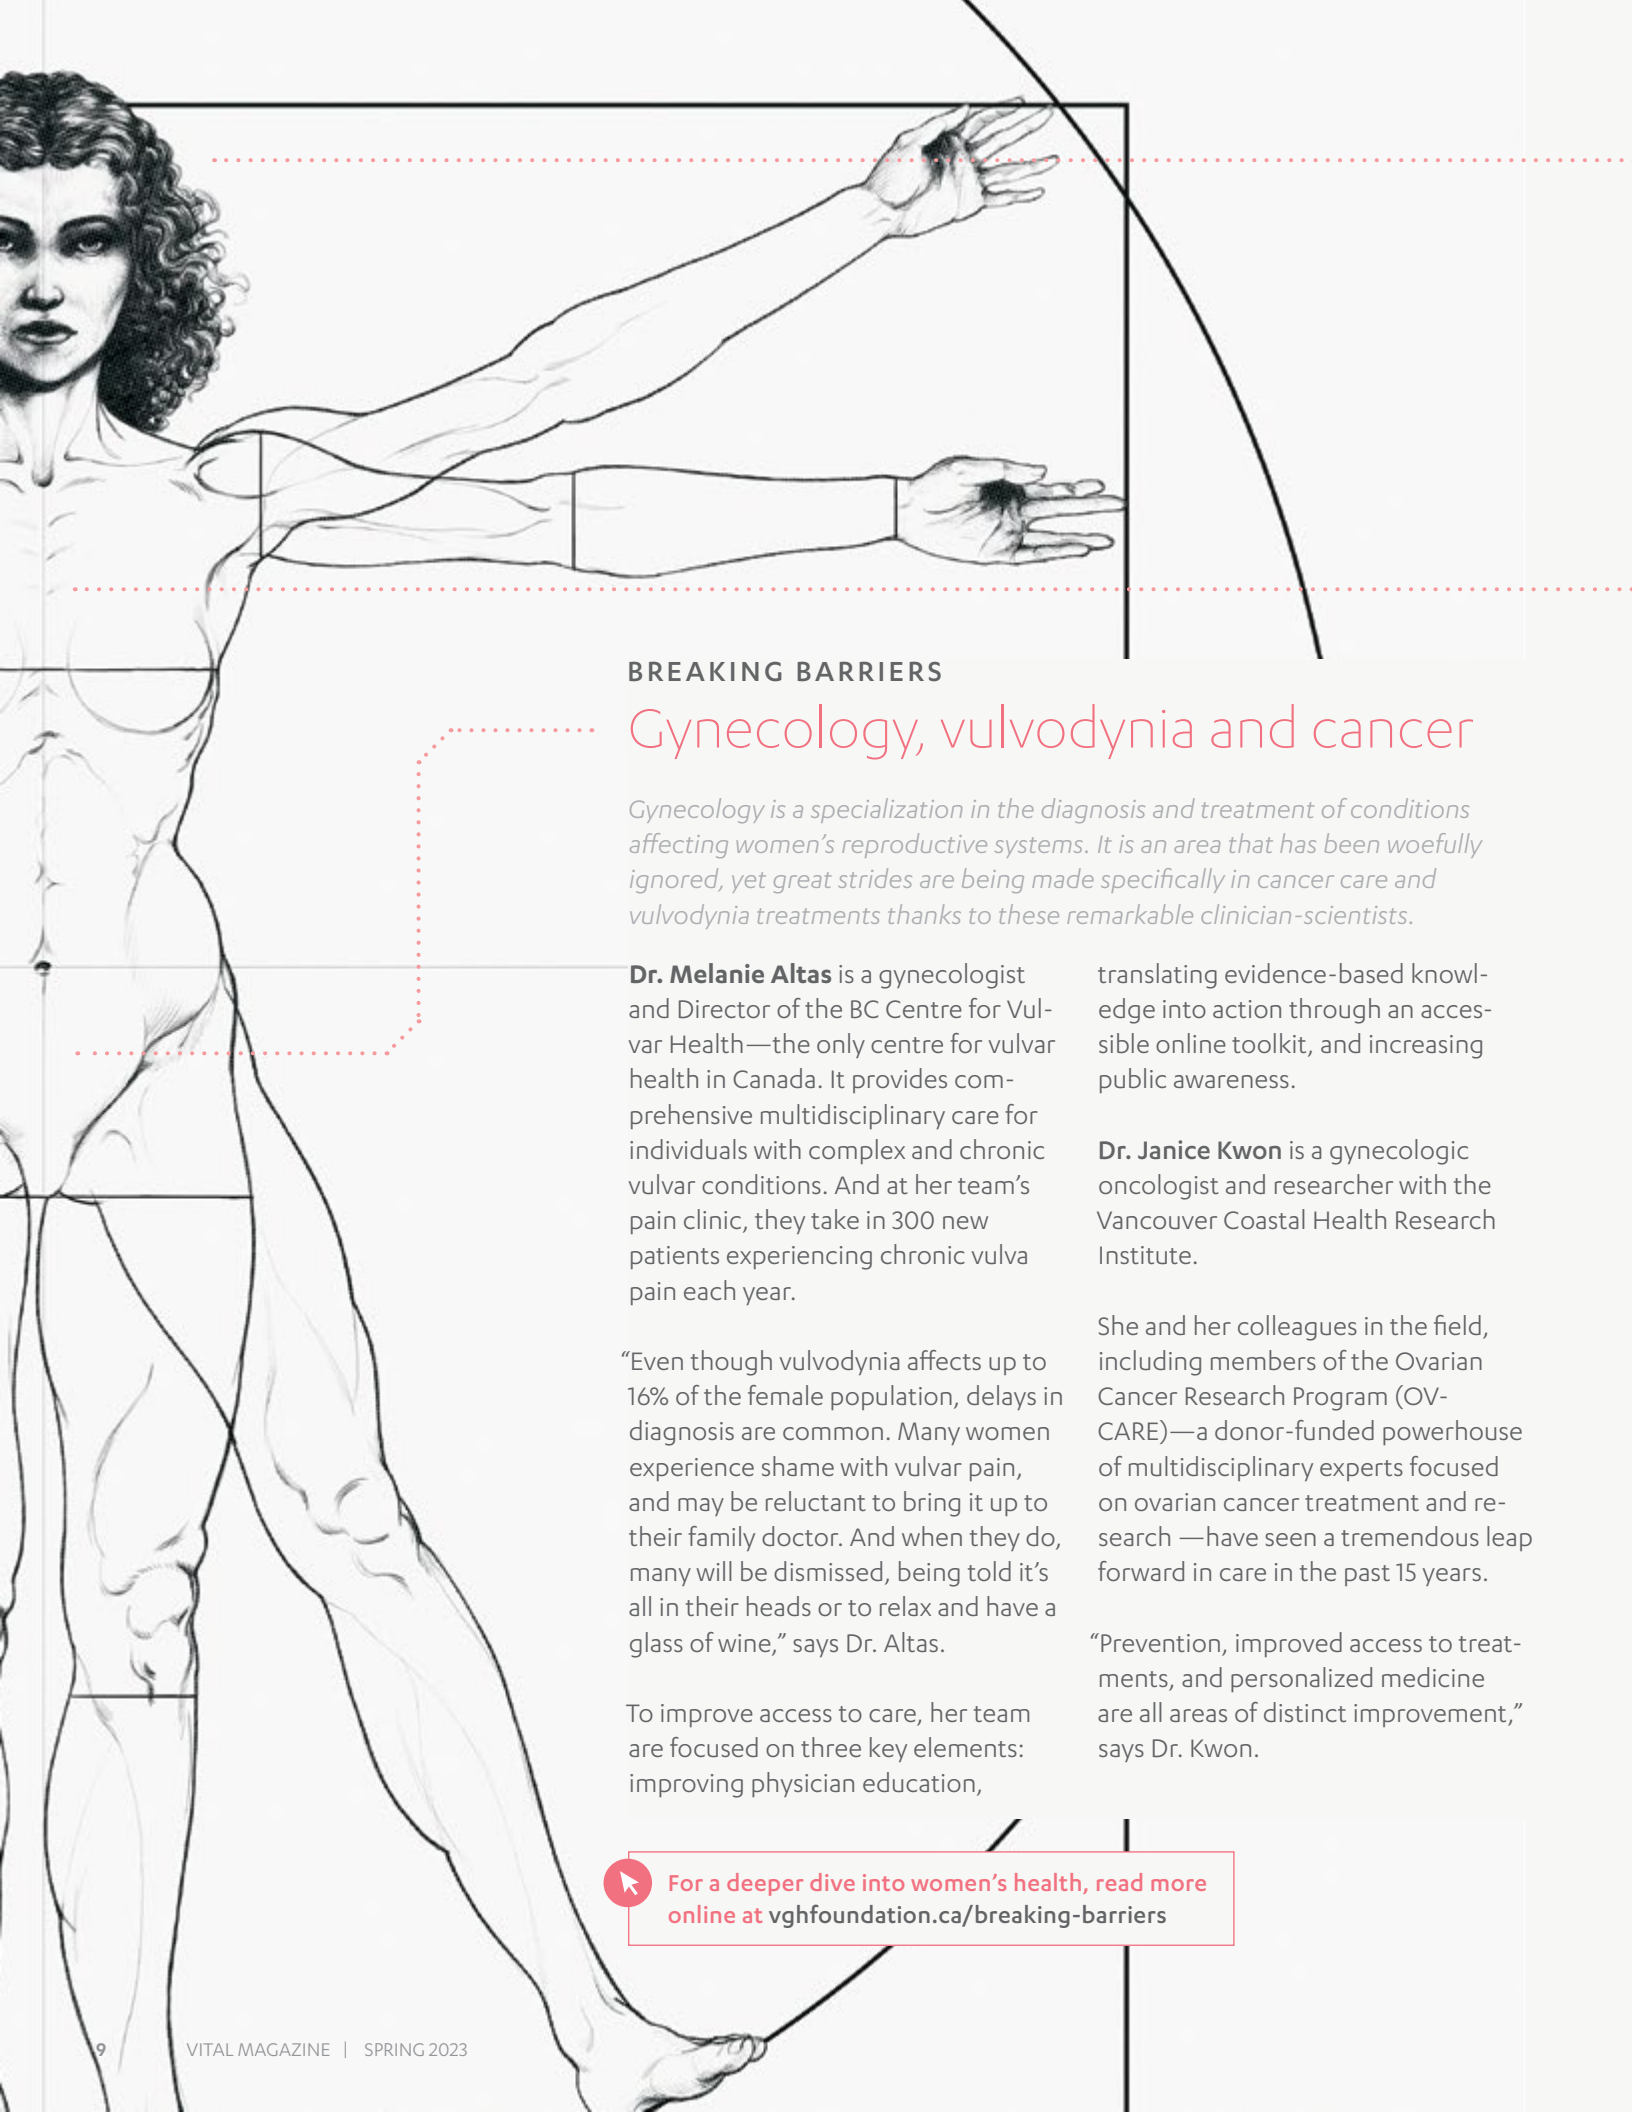 BREAKING BARRIERS
Gynecology, vulvodynia and cancer
Gynecology is a specialization in the diagnosis and treatment of conditions
affecting women's reproductive systems. It is an area that has been woefully
ignored, yet great strides are being made specifically in cancer care and
vulvodynia treatments thanks to these remarkable clinician-scientists.
Dr. Melanie Altas is a gynecologist
and Director of the BC Centre for Vul-
var Health—the only centre for vulvar
health in Canada. It provides com-
prehensive multidisciplinary care for
individuals with complex and chronic
vulvar conditions. And at her team's
pain clinic, they take in 300 new
patients experiencing chronic vulva
pain each year.
“Even though vulvodynia affects up to
16% of the female population, delays in
diagnosis are common. Many women
experience shame with vulvar pain,
and may be reluctant to bring it up to
their family doctor. And when they do,
many will be dismissed, being told it's
all in their heads or to relax and have a
glass of wine,” says Dr. Altas.
To improve access to care, her team
are focused on three key elements:
improving physician education,
translating evidence-based knowl-
edge into action through an acces-
sible online toolkit, and increasing
public awareness.
Dr. Janice Kwon is a gynecologic
oncologist and researcher with the
Vancouver Coastal Health Research
Institute.
She and her colleagues in the field,
including members of the Ovarian
Cancer Research Program (OV-
CARE)—a donor-funded powerhouse
of multidisciplinary experts focused
on ovarian cancer treatment and re-
search —have seen a tremendous leap
forward in care in the past 15 years.
“Prevention, improved access to treat-
ments, and personalized medicine
are all areas of distinct improvement,”
says Dr. Kwon.
For a deeper dive into women's health, read more
online at vghfoundation.ca/breaking-barriers
9 VITAL MAGAZINE | SPRING 2023